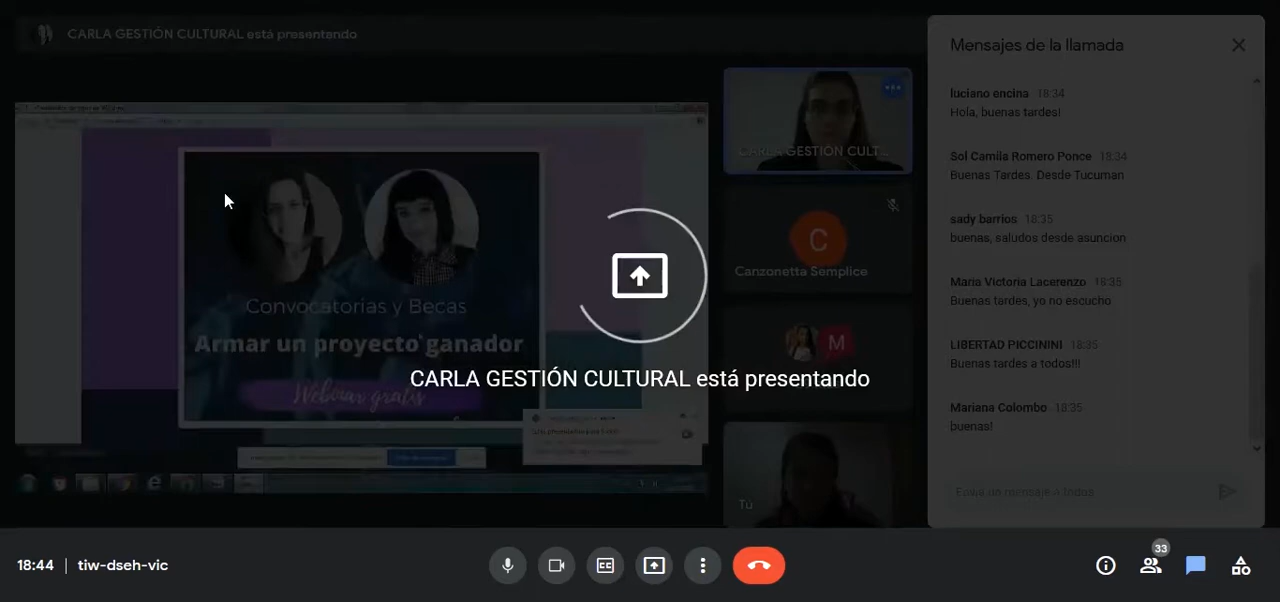 CARLA GESTIÓN CULTURAL está presentando
Mensajes de la llamada
luciano encina 18:34
Hola, buenas tardes!
Sol Camila Romero Ponce 18:34
Buenas Tardes. Desde Tucuman
sady barrios 18:35
buenas, saludos desde asuncion
Maria Victoria Lacerenzo 18:35
Buenas tardes, yo no escucho
LIBERTAD PICCININI 18:35
Buenas tardes a todos!!!
Mariana Colombo 18:35
buenas!
Envía un mensaje a todos
CARLA GESTIÓN CULT...
C
Canzonetta Semplice
M
Tú
Convocatorias y Becas
Armar un proyecto ganador
Webinar gratis
CARLA GESTIÓN CULTURAL está presentando
18:44 | tiw-dseh-vic
CC
33